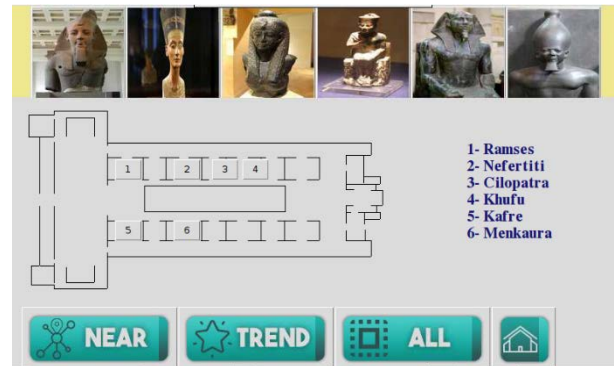 1
2
3
4
5
6
1- Ramses
2- Nefertiti
3- Cilopatra
4- Khufu
5- Kafre
6- Menkaura
NEAR
TREND
ALL